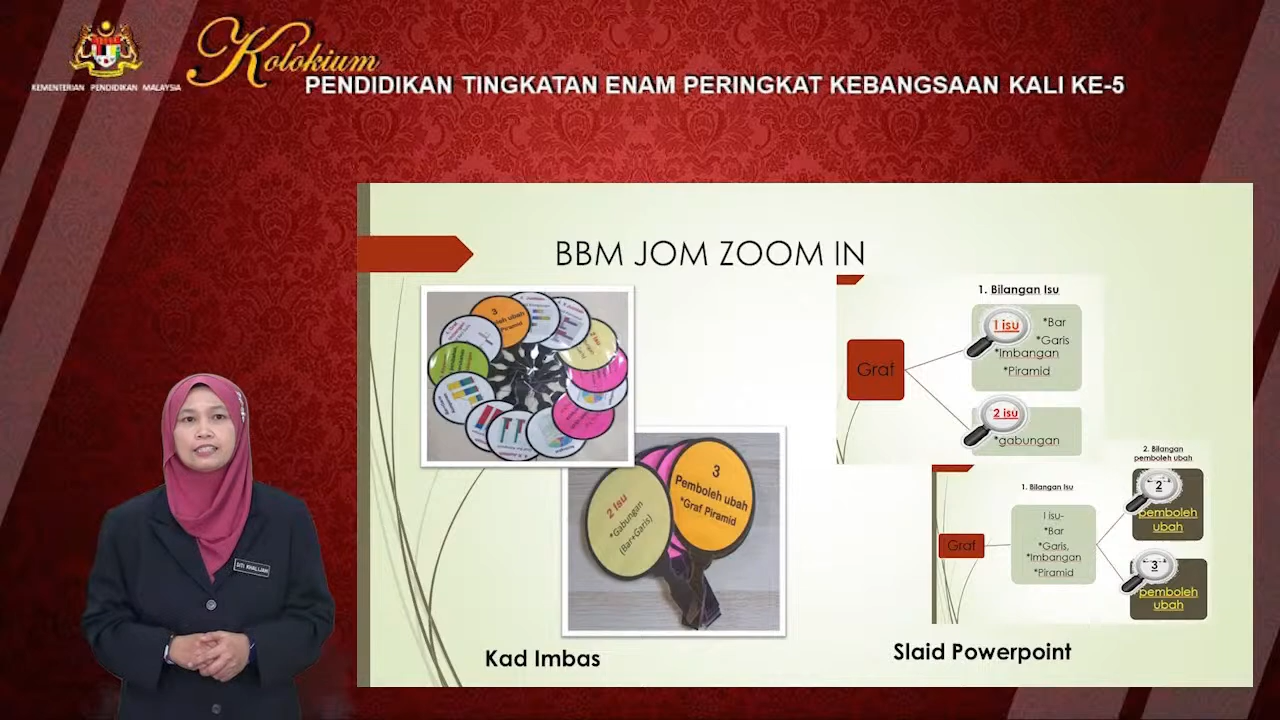 KEMENTERIAN PENDIDIKAN MALAYSIA
Kolokium
PENDIDIKAN TINGKATAN ENAM PERINGKAT KEBANGSAAN KALI KE-5
BBM JOM ZOOM IN
3
Pemboleh ubah
*Graf Piramid
2 Isu
*Gabungan
(Bar+Garis)
Kad Imbas
1. Bilangan Isu
Graf
1 isu
*Bar
*Garis
*Imbangan
*Piramid
2 isu
*gabungan
2. Bilangan
pemboleh ubah
1. Bilangan Isu
Graf
1 isu-
*Bar
*Garis,
*Imbangan
*Piramid
2
pemboleh
ubah
3
pemboleh
ubah
Slaid Powerpoint
SITI KHALIJAH